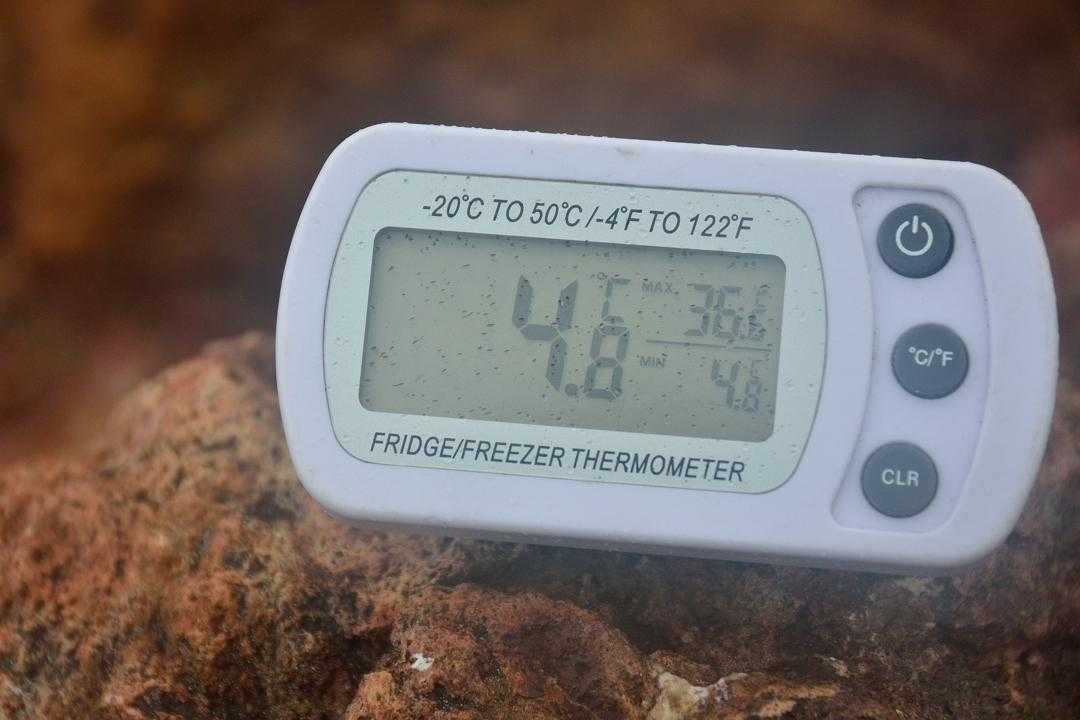 -20°C TO 50°C/-4°F TO 122°F
4.8 °C
MAX 36.6
MIN 4.8
FRIDGE/FREEZER THERMOMETER
°C/°F
CLR